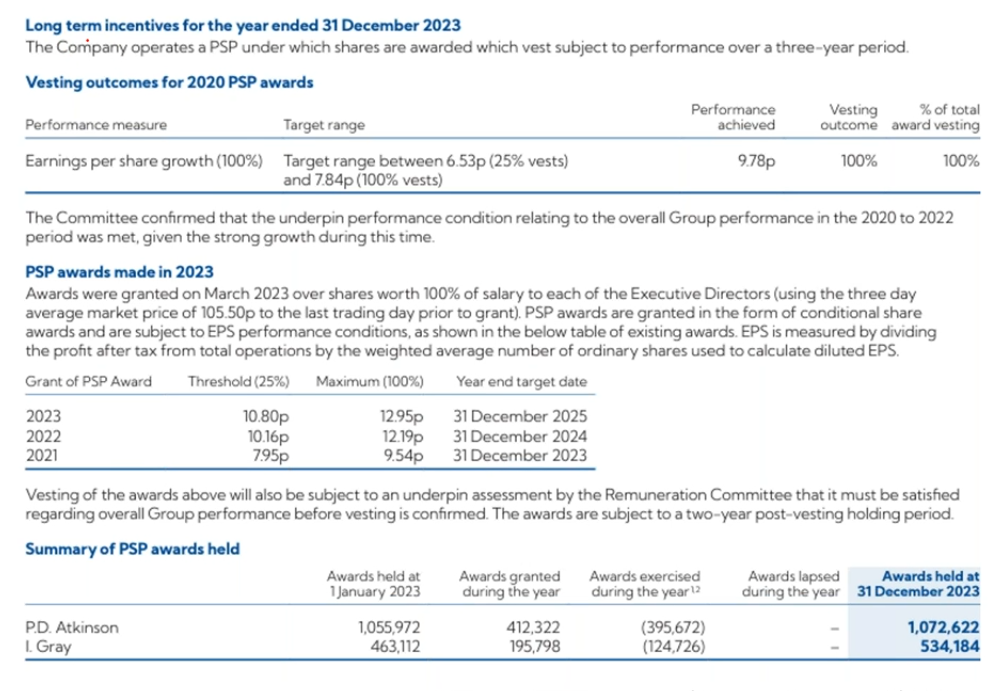 Long term incentives for the year ended 31 December 2023
The Company operates a PSP under which shares are awarded which vest subject to performance over a three-year period.
Vesting outcomes for 2020 PSP awards
Performance measure Target range Performance achieved Vesting outcome % of total award vesting
Earnings per share growth (100%) Target range between 6.53p (25% vests) 9.78p 100% 100%
and 7.84p (100% vests)
The Committee confirmed that the underpin performance condition relating to the overall Group performance in the 2020 to 2022
period was met, given the strong growth during this time.
PSP awards made in 2023
Awards were granted on March 2023 over shares worth 100% of salary to each of the Executive Directors (using the three day
average market price of 105.50p to the last trading day prior to grant). PSP awards are granted in the form of conditional share
awards and are subject to EPS performance conditions, as shown in the below table of existing awards. EPS is measured by dividing
the profit after tax from total operations by the weighted average number of ordinary shares used to calculate diluted EPS.
Grant of PSP Award Threshold (25%) Maximum (100%) Year end target date
2023 10.80p 12.95p 31 December 2025
2022 10.16p 12.19p 31 December 2024
2021 7.95p 9.54p 31 December 2023
Vesting of the awards above will also be subject to an underpin assessment by the Remuneration Committee that it must be satisfied
regarding overall Group performance before vesting is confirmed. The awards are subject to a two-year post-vesting holding period.
Summary of PSP awards held
Awards held at 1 January 2023 Awards granted during the year Awards exercised during the year¹² Awards lapsed during the year Awards held at 31 December 2023
P.D. Atkinson 1,055,972 412,322 (395,672) – 1,072,622
I. Gray 463,112 195,798 (124,726) – 534,184